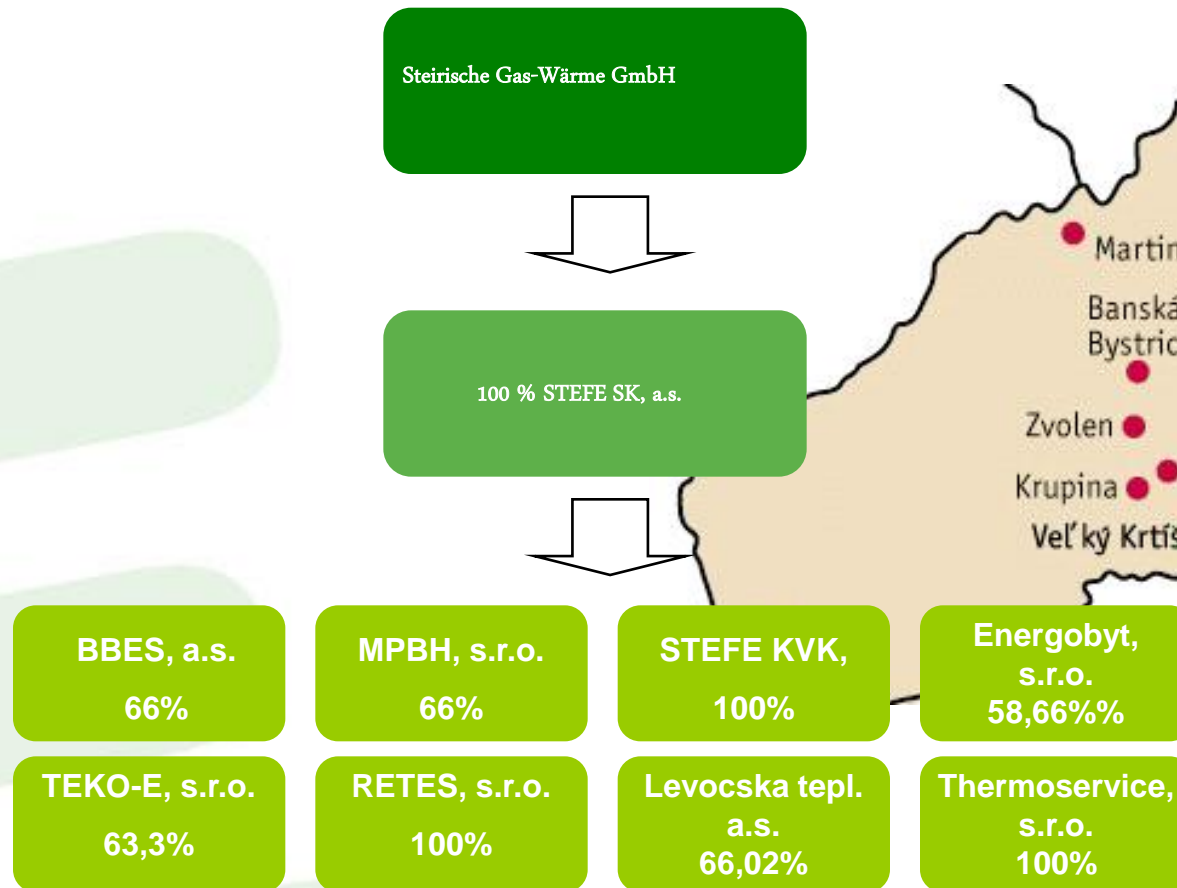 Steirische Gas-Wärme GmbH
100 % STEFE SK, a.s.
Martin
Banská
Bystric
Zvolen
Krupina
Veľký Krtíš
BBES, a.s.
66%
MPBH, s.r.o.
66%
STEFE KVK,
100%
Energobyt,
s.r.o.
58,66%%
TEKO-E, s.r.o.
63,3%
RETES, s.r.o.
100%
Levocska tepl.
a.s.
66,02%
Thermoservice,
s.r.o.
100%